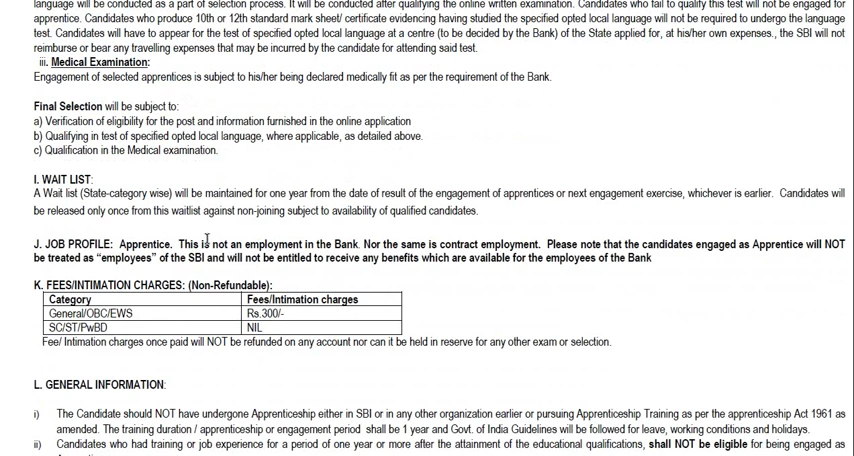 language will be conducted as a part of selection process. It will be conducted after qualifying the online written examination. Candidates who fail to qualify this test will not be engaged for
apprentice. Candidates who produce 10th or 12th standard mark sheet/ certificate evidencing having studied the specified opted local language will not be required to undergo the language
test. Candidates will have to appear for the test of specified opted local language at a centre (to be decided by the Bank) of the State applied for, at his/her own expenses., the SBI will not
reimburse or bear any travelling expenses that may be incurred by the candidate for attending said test.
iii. Medical Examination:
Engagement of selected apprentices is subject to his/her being declared medically fit as per the requirement of the Bank.
Final Selection will be subject to:
a) Verification of eligibility for the post and information furnished in the online application
b) Qualifying in test of specified opted local language, where applicable, as detailed above.
c) Qualification in the Medical examination.
I. WAIT LIST:
A Wait list (State-category wise) will be maintained for one year from the date of result of the engagement of apprentices or next engagement exercise, whichever is earlier. Candidates will
be released only once from this waitlist against non-joining subject to availability of qualified candidates.
J. JOB PROFILE: Apprentice. This is not an employment in the Bank. Nor the same is contract employment. Please note that the candidates engaged as Apprentice will NOT
be treated as “employees” of the SBI and will not be entitled to receive any benefits which are available for the employees of the Bank
K. FEES/INTIMATION CHARGES: (Non-Refundable):
Category Fees/Intimation charges
General/OBC/EWS Rs.300/-
SC/ST/PwBD NIL
Fee/ Intimation charges once paid will NOT be refunded on any account nor can it be held in reserve for any other exam or selection.
L. GENERAL INFORMATION:
i) The Candidate should NOT have undergone Apprenticeship either in SBI or in any other organization earlier or pursuing Apprenticeship Training as per the apprenticeship Act 1961 as
amended. The training duration / apprenticeship or engagement period shall be 1 year and Govt. of India Guidelines will be followed for leave, working conditions and holidays.
ii) Candidates who had training or job experience for a period of one year or more after the attainment of the educational qualifications, shall NOT be eligible for being engaged as